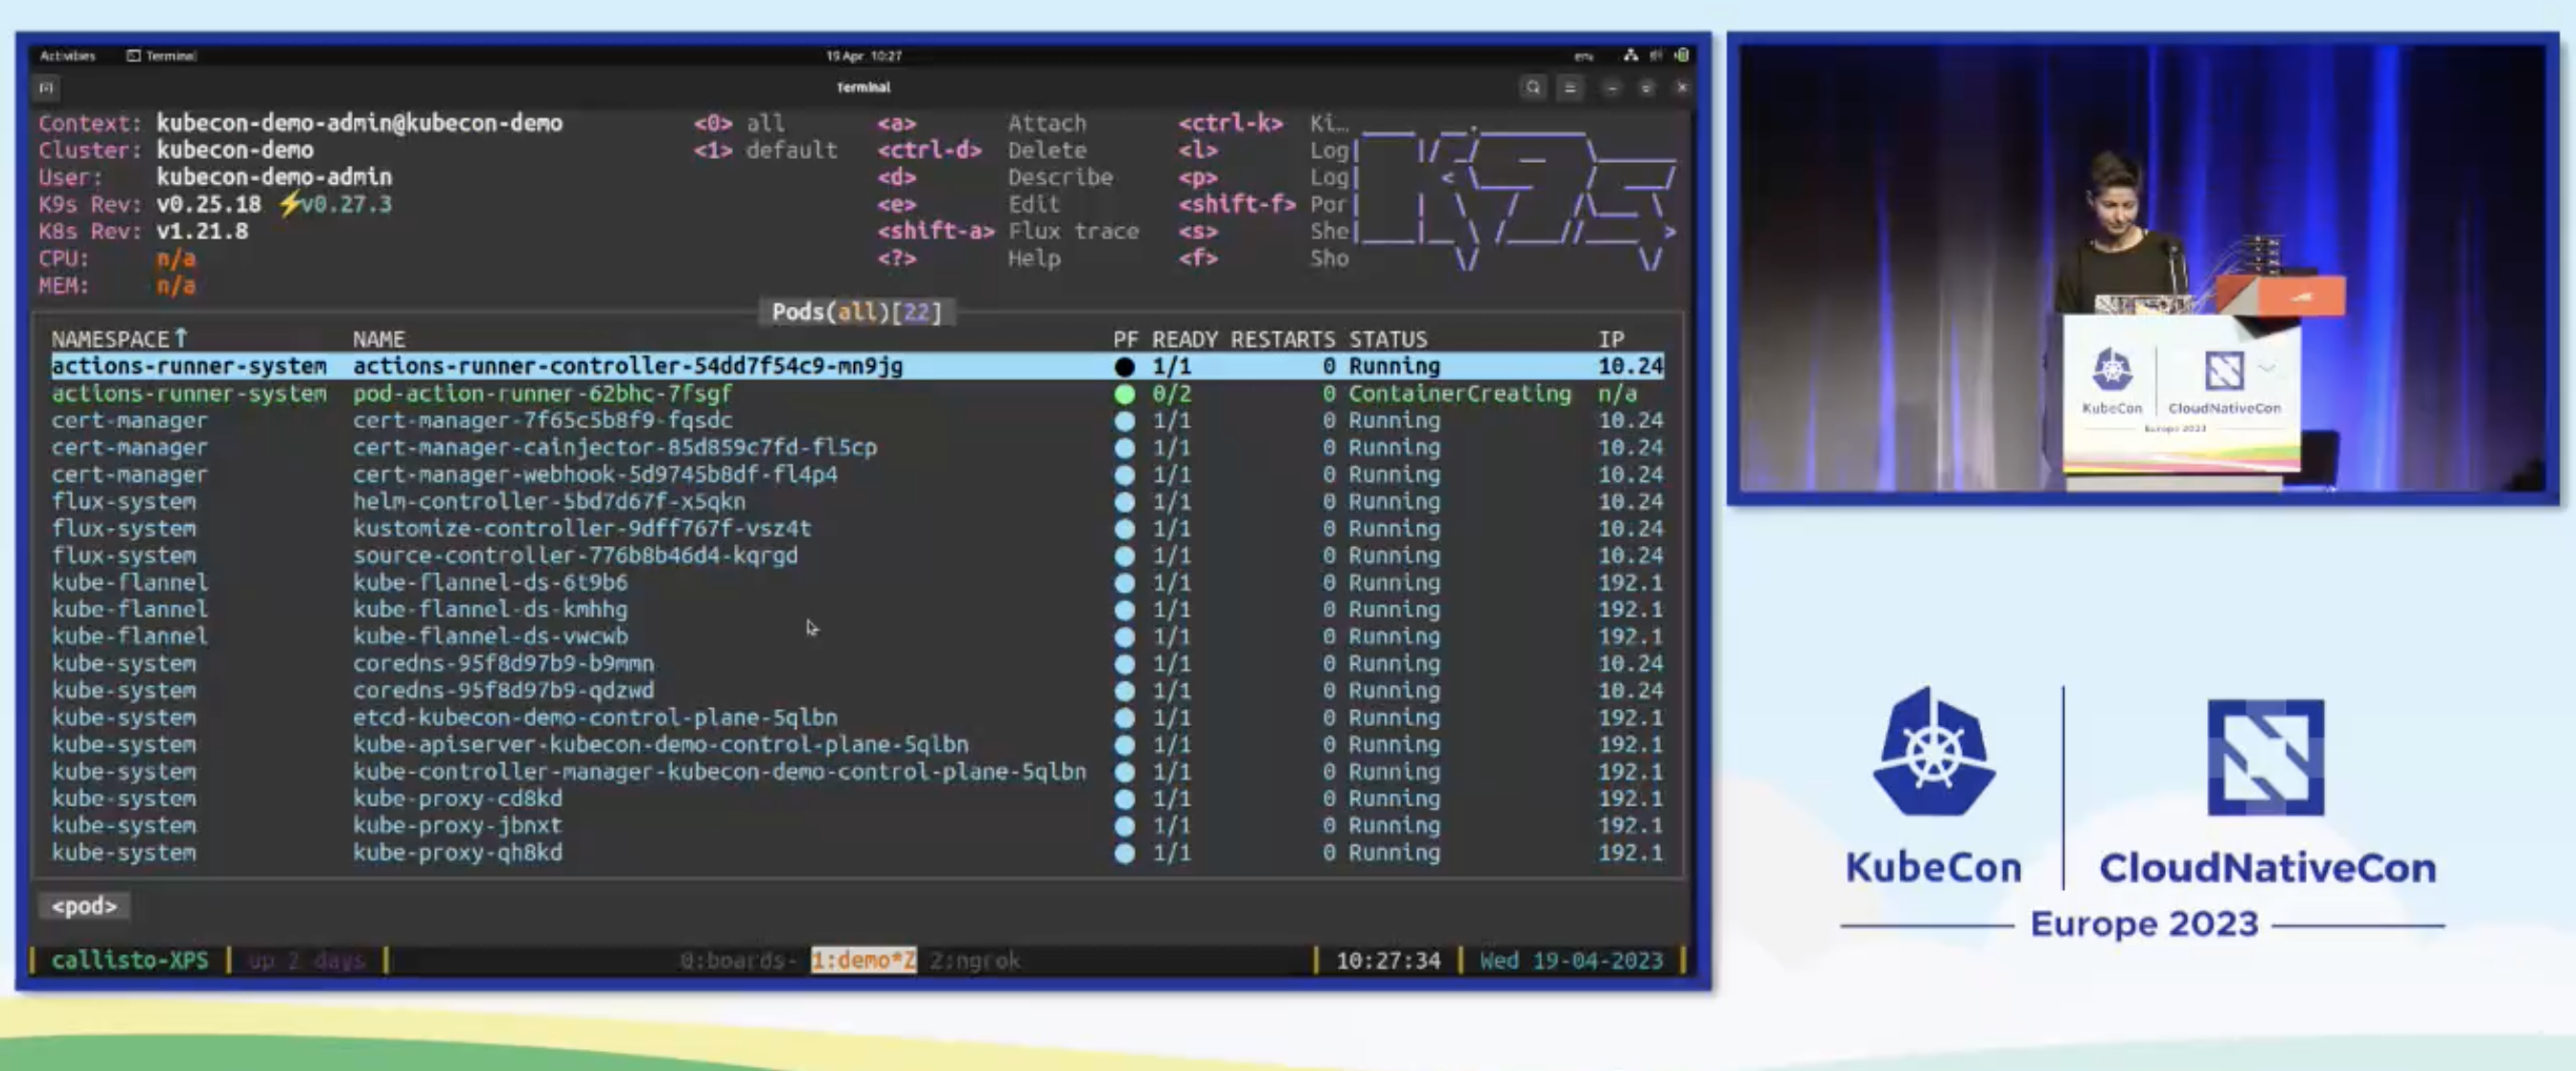 Activities Terminal 19 Apr 10:27
Terminal
Context: kubecon-demo-admin@kubecon-demo <0> all <a> Attach <ctrl-k> Ki…
Cluster: kubecon-demo <1> default <ctrl-d> Delete <l> Log
User: kubecon-demo-admin <d> Describe <p> Log
K9s Rev: v0.25.18 ⚡v0.27.3 <e> Edit <shift-f> Por
K8s Rev: v1.21.8 <shift-a> Flux trace <s> She
CPU: n/a <?> Help <f> Sho
MEM: n/a
Pods(all)[22]
NAMESPACE↑ NAME PF READY RESTARTS STATUS IP
actions-runner-system actions-runner-controller-54dd7f54c9-mn9jg ● 1/1 0 Running 10.24
actions-runner-system pod-action-runner-62bhc-7fsgf ● 0/2 0 ContainerCreating n/a
cert-manager cert-manager-7f65c5b8f9-fqsdc ● 1/1 0 Running 10.24
cert-manager cert-manager-cainjector-85d859c7fd-fl5cp ● 1/1 0 Running 10.24
cert-manager cert-manager-webhook-5d9745b8df-fl4p4 ● 1/1 0 Running 10.24
flux-system helm-controller-5bd7d67f-x5qkn ● 1/1 0 Running 10.24
flux-system kustomize-controller-9dff767f-vsz4t ● 1/1 0 Running 10.24
flux-system source-controller-776b8b46d4-kqrgd ● 1/1 0 Running 10.24
kube-flannel kube-flannel-ds-6t9b6 ● 1/1 0 Running 192.1
kube-flannel kube-flannel-ds-kmhhg ● 1/1 0 Running 192.1
kube-flannel kube-flannel-ds-vwcwb ● 1/1 0 Running 192.1
kube-system coredns-95f8d97b9-b9mmn ● 1/1 0 Running 10.24
kube-system coredns-95f8d97b9-qdzwd ● 1/1 0 Running 10.24
kube-system etcd-kubecon-demo-control-plane-5qlbn ● 1/1 0 Running 192.1
kube-system kube-apiserver-kubecon-demo-control-plane-5qlbn ● 1/1 0 Running 192.1
kube-system kube-controller-manager-kubecon-demo-control-plane-5qlbn ● 1/1 0 Running 192.1
kube-system kube-proxy-cd8kd ● 1/1 0 Running 192.1
kube-system kube-proxy-jbnxt ● 1/1 0 Running 192.1
kube-system kube-proxy-qh8kd ● 1/1 0 Running 192.1
<pod>
callisto-XPS up 2 days 0:boards- 1:demo*Z 2:ngrok 10:27:34 Wed 19-04-2023
KubeCon CloudNativeCon
Europe 2023
KubeCon CloudNativeCon
Europe 2023